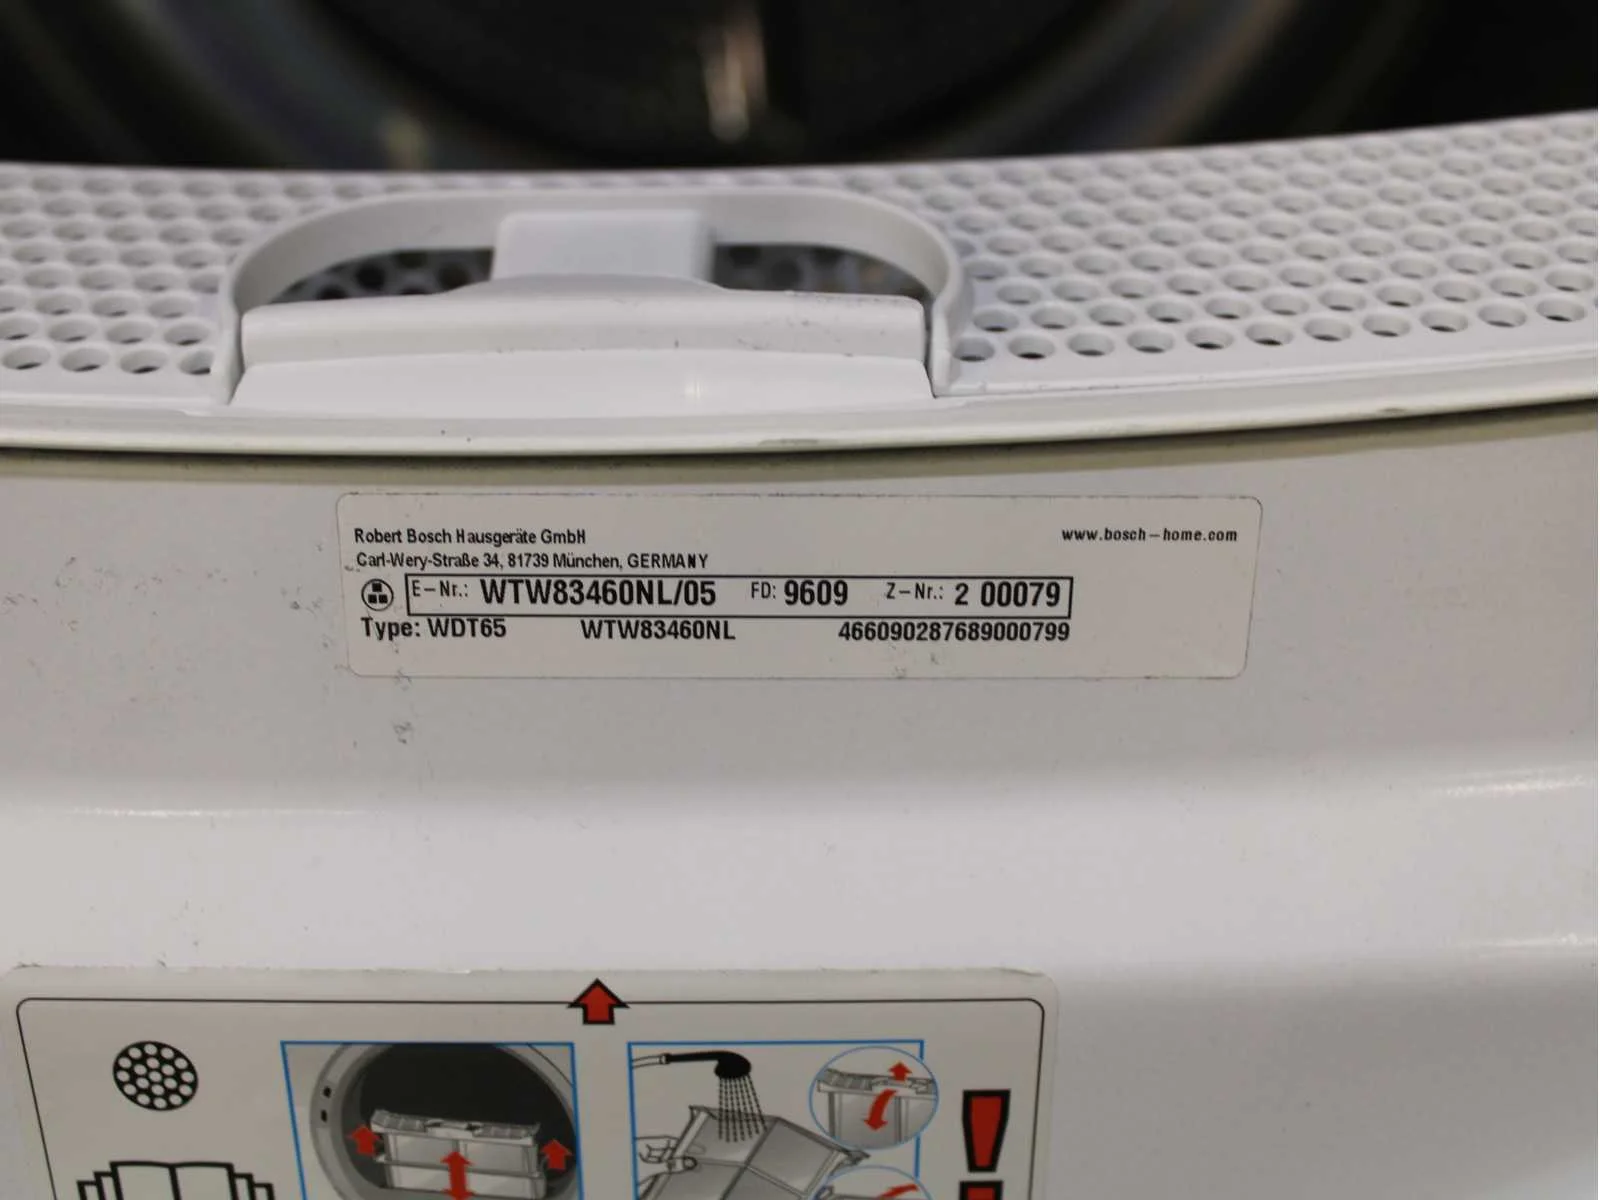 Robert Bosch Hausgeräte GmbH
www.bosch-home.com
Carl-Wery-Straße 34, 81739 München, GERMANY
E-Nr.: WTW83460NL/05 FD: 9609 Z-Nr.: 2 00079
Type: WDT65 WTW83460NL 466090287689000799